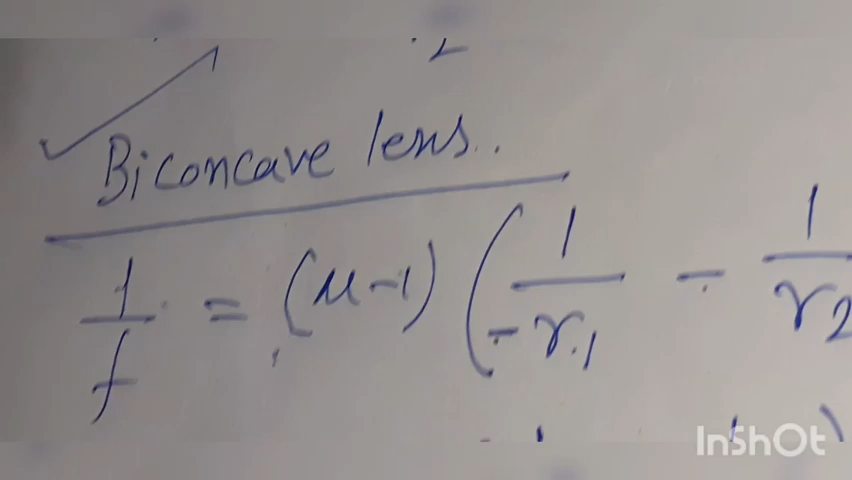 Biconcave lens..
1/f = (μ-1) (1/-r1 - 1/r2
InShOt